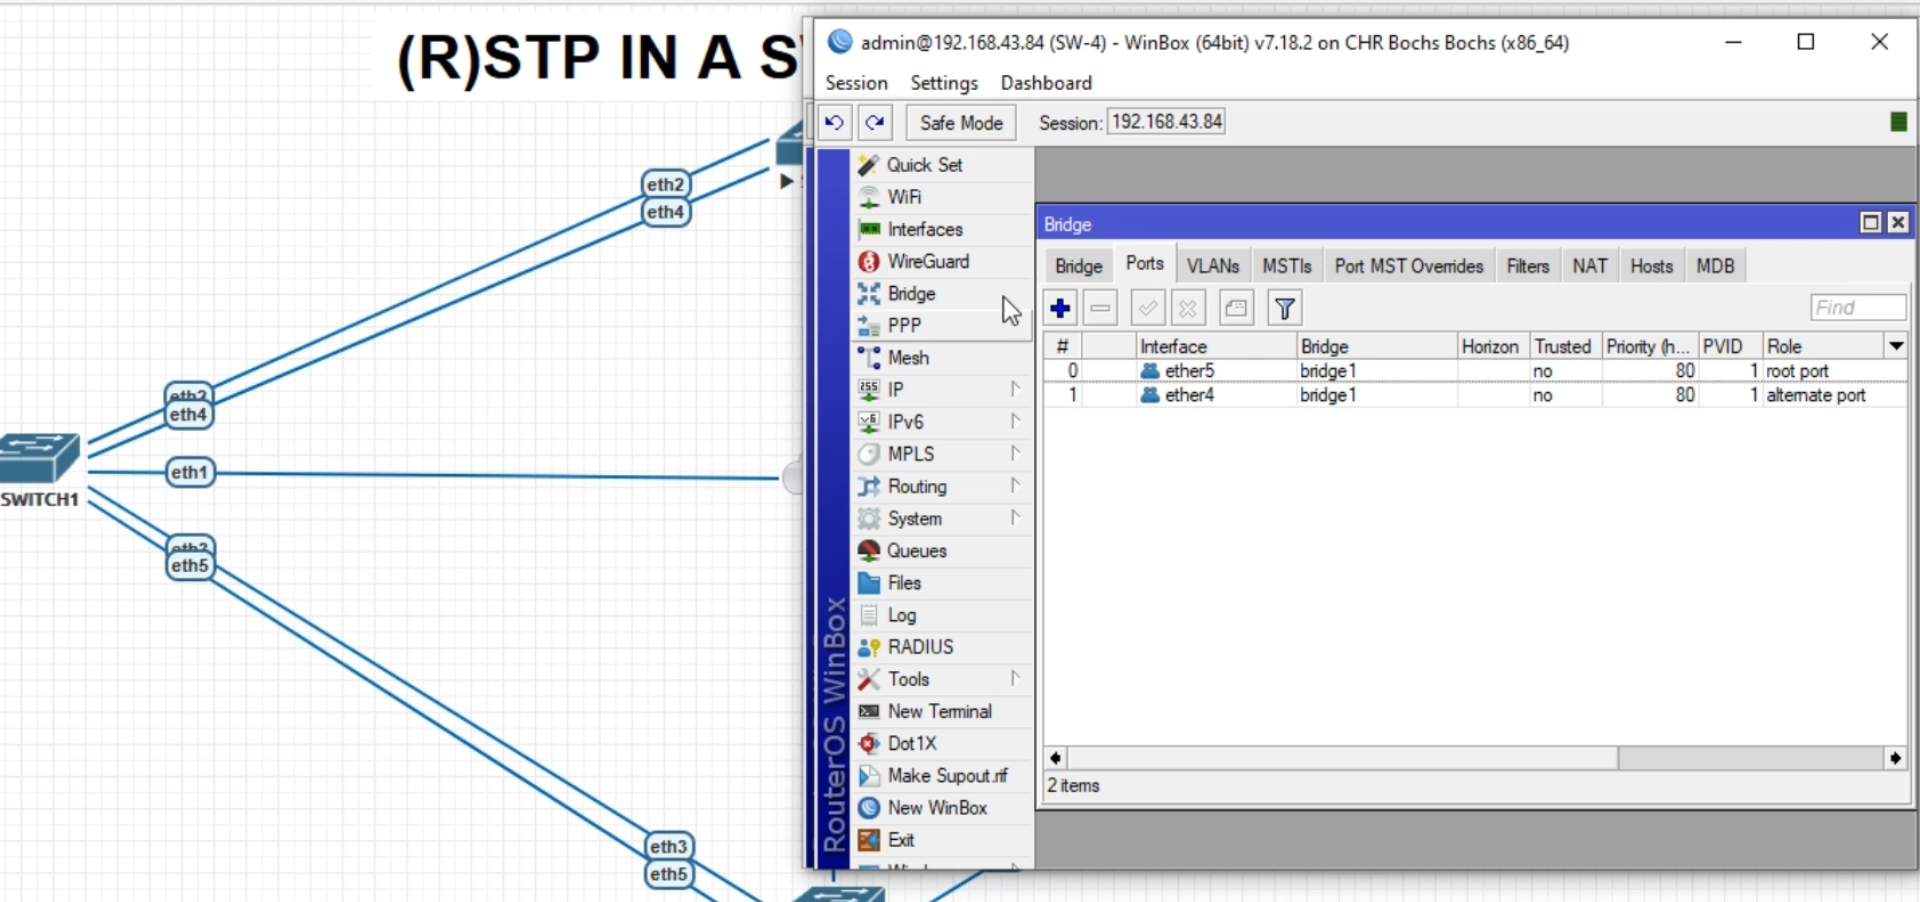 (R)STP IN A S
admin@192.168.43.84 (SW-4) - WinBox (64bit) v7.18.2 on CHR Bochs Bochs (x86_64)
Session Settings Dashboard
Safe Mode Session: 192.168.43.84
Quick Set
WiFi
Interfaces
WireGuard
Bridge
PPP
Mesh
IP
IPv6
MPLS
Routing
System
Queues
Files
Log
RADIUS
Tools
New Terminal
Dot1X
Make Supout.rif
New WinBox
Exit
RouterOS WinBox
Bridge
Bridge Ports VLANs MSTIs Port MST Overrides Filters NAT Hosts MDB
Find
# Interface Bridge Horizon Trusted Priority (h... PVID Role
0 ether5 bridge1 no 80 1 root port
1 ether4 bridge1 no 80 1 alternate port
2 items
eth2
eth4
eth4
eth1
SWITCH1
eth5
eth3
eth5